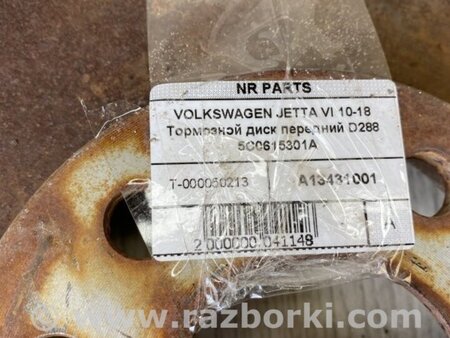 NR PARTS
VOLKSWAGEN JETTA VI 10-18
Тормозной диск передний D288
5C0615301A
T-000050213 A13431001
2 000000 041148
A
www.razborki.com